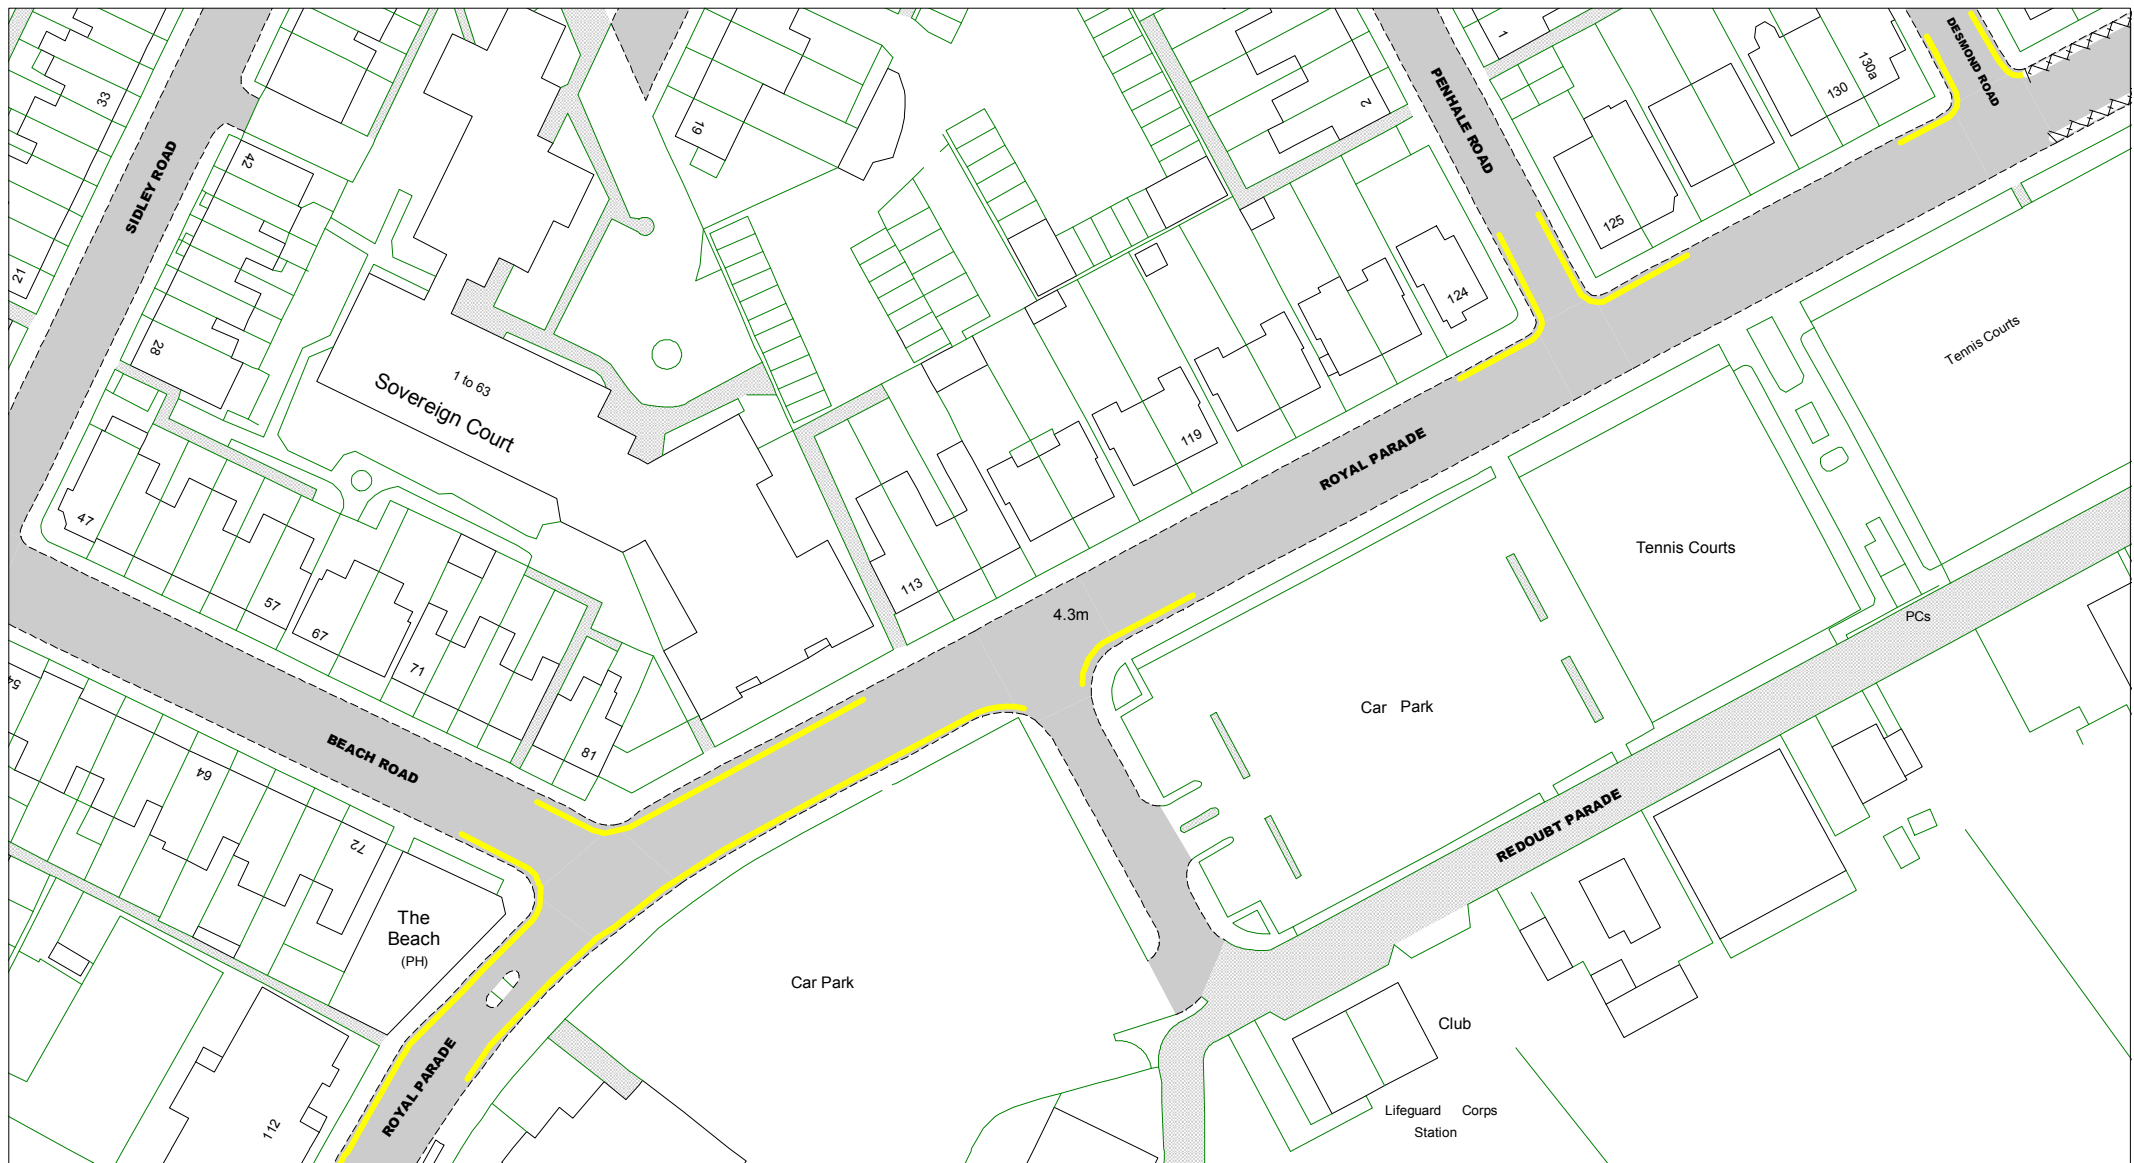 DESMOND ROAD
1
33
130a
130
2
19
PENHALE ROAD
42
SIDLEY ROAD
125
21
124
28
Tennis Courts
1 to 63
Sovereign Court
119
ROYAL PARADE
47
Tennis Courts
57
113
4.3m
PCs
67
71
54
Car Park
81
BEACH ROAD
64
72
REDOUBT PARADE
The
Beach
(PH)
Car Park
Club
ROYAL PARADE
112
Lifeguard Corps
Station